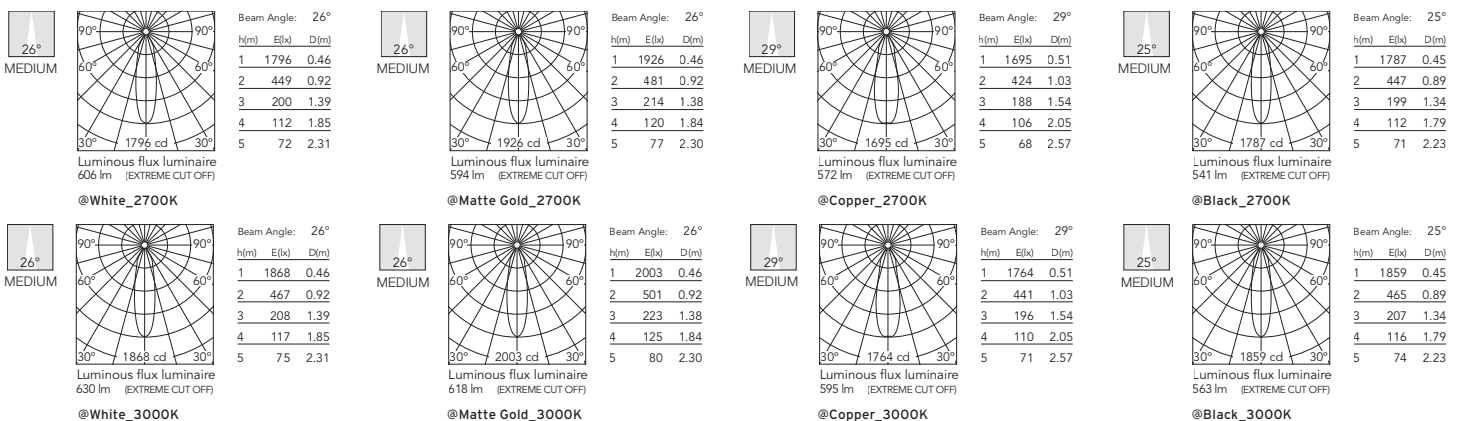 26°
MEDIUM
90° 90°
60° 60°
30° 1796 cd 30°
Luminous flux luminaire
606 lm (EXTREME CUT OFF)
Beam Angle: 26°
h(m) E(lx) D(m)
1 1796 0.46
2 449 0.92
3 200 1.39
4 112 1.85
5 72 2.31
@White_2700K
26°
MEDIUM
90° 90°
60° 60°
30° 1926 cd 30°
Luminous flux luminaire
594 lm (EXTREME CUT OFF)
Beam Angle: 26°
h(m) E(lx) D(m)
1 1926 0.46
2 481 0.92
3 214 1.38
4 120 1.84
5 77 2.30
@Matte Gold_2700K
29°
MEDIUM
90° 90°
60° 60°
30° 1695 cd 30°
Luminous flux luminaire
572 lm (EXTREME CUT OFF)
Beam Angle: 29°
h(m) E(lx) D(m)
1 1695 0.51
2 424 1.03
3 188 1.54
4 106 2.05
5 68 2.57
@Copper_2700K
25°
MEDIUM
90° 90°
60° 60°
30° 1787 cd 30°
Luminous flux luminaire
541 lm (EXTREME CUT OFF)
Beam Angle: 25°
h(m) E(lx) D(m)
1 1787 0.45
2 447 0.89
3 199 1.34
4 112 1.79
5 71 2.23
@Black_2700K
26°
MEDIUM
90° 90°
60° 60°
30° 1868 cd 30°
Luminous flux luminaire
630 lm (EXTREME CUT OFF)
Beam Angle: 26°
h(m) E(lx) D(m)
1 1868 0.46
2 467 0.92
3 208 1.39
4 117 1.85
5 75 2.31
@White_3000K
26°
MEDIUM
90° 90°
60° 60°
30° 2003 cd 30°
Luminous flux luminaire
618 lm (EXTREME CUT OFF)
Beam Angle: 26°
h(m) E(lx) D(m)
1 2003 0.46
2 501 0.92
3 223 1.38
4 125 1.84
5 80 2.30
@Matte Gold_3000K
29°
MEDIUM
90° 90°
60° 60°
30° 1764 cd 30°
Luminous flux luminaire
595 lm (EXTREME CUT OFF)
Beam Angle: 29°
h(m) E(lx) D(m)
1 1764 0.51
2 441 1.03
3 196 1.54
4 110 2.05
5 71 2.57
@Copper_3000K
25°
MEDIUM
90° 90°
60° 60°
30° 1859 cd 30°
Luminous flux luminaire
563 lm (EXTREME CUT OFF)
Beam Angle: 25°
h(m) E(lx) D(m)
1 1859 0.45
2 465 0.89
3 207 1.34
4 116 1.79
5 74 2.23
@Black_3000K